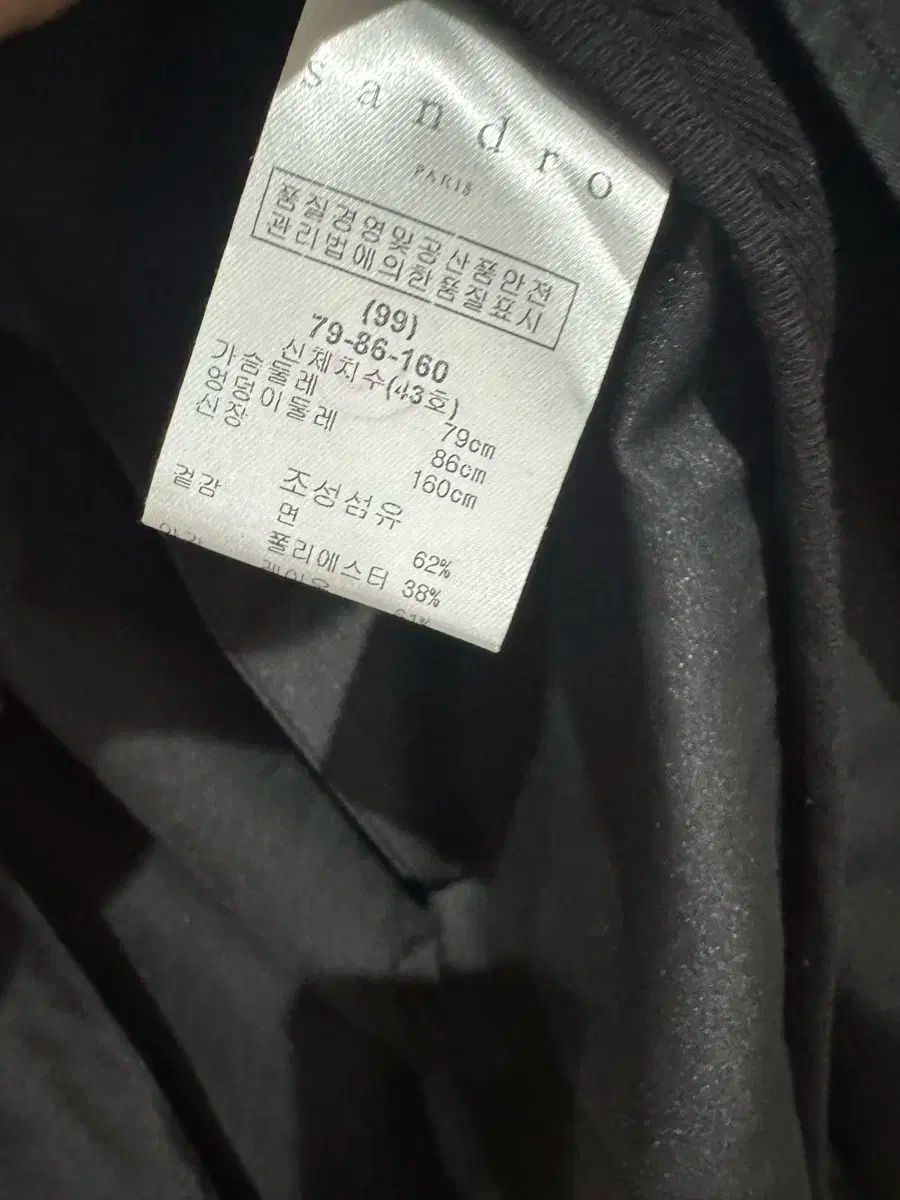 sandro
PARIS
품질경영및공산품안전
관리법에의한품질표시
(99)
79-86-160
신체치수(43호)
가슴둘레 79cm
엉덩이둘레 86cm
신장 160cm
조성섬유
겉감 면 62%
폴리에스터 38%